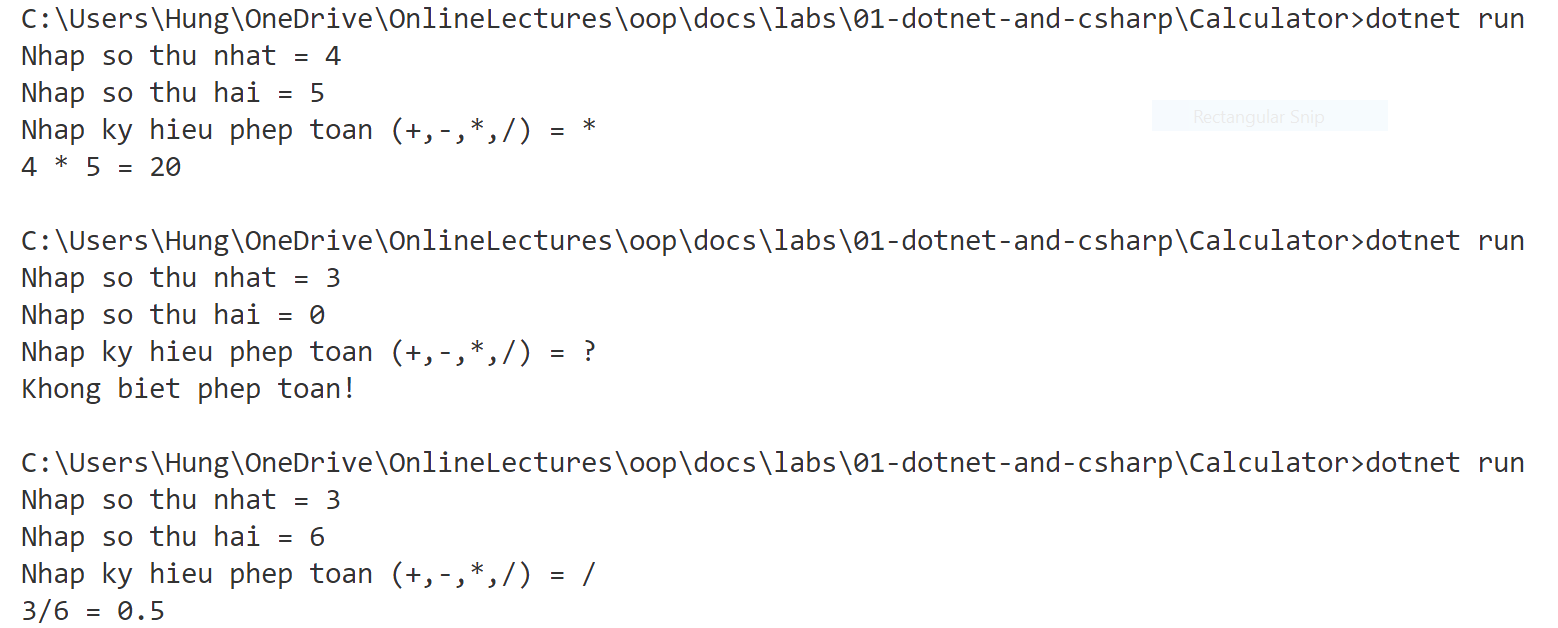 C:\Users\Hung\OneDrive\OnlineLectures\oop\docs\labs\01-dotnet-and-csharp\Calculator>dotnet run
Nhap so thu nhat = 4
Nhap so thu hai = 5
Rectangular Snip
Nhap ky hieu phep toan (+,-,*,/) = *
4 * 5 = 20
C:\Users\Hung\OneDrive\OnlineLectures\oop\docs\labs\01-dotnet-and-csharp\Calculator>dotnet run
Nhap so thu nhat = 3
Nhap so thu hai = 0
Nhap ky hieu phep toan (+,-,*,/) = ?
Khong biet phep toan!
C:\Users\Hung\OneDrive\OnlineLectures\oop\docs\labs\01-dotnet-and-csharp\Calculator>dotnet run
Nhap so thu nhat = 3
Nhap so thu hai = 6
Nhap ky hieu phep toan (+,-,*,/) = /
3/6 = 0.5